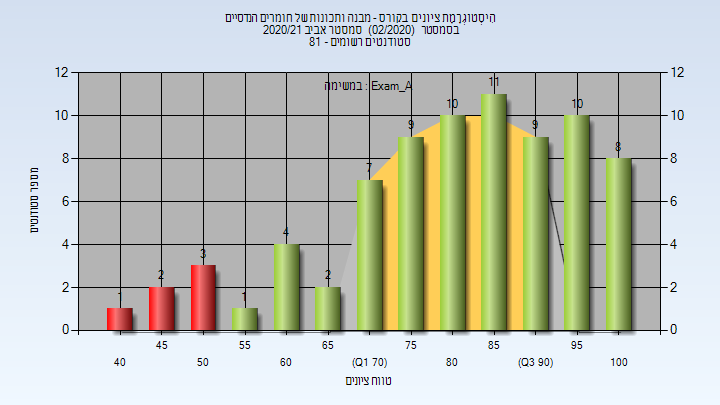 היסטוגרמת ציונים בקורס - מבנה ותכונות של חומרים הנדסיים
בסמסטר (02/2020) סמסטר אביב 2020/21
סטודנטים רשומים - 81
במשימה : Exam_A
12 12
10 10
8 8
6 6
4 4
2 2
0 0
מספר סטודנטים
1 2 3 1 4 2 7 9 10 11 9 10 8
45 55 65 75 85 95
40 50 60 (Q1 70) 80 (Q3 90) 100
טווח ציונים